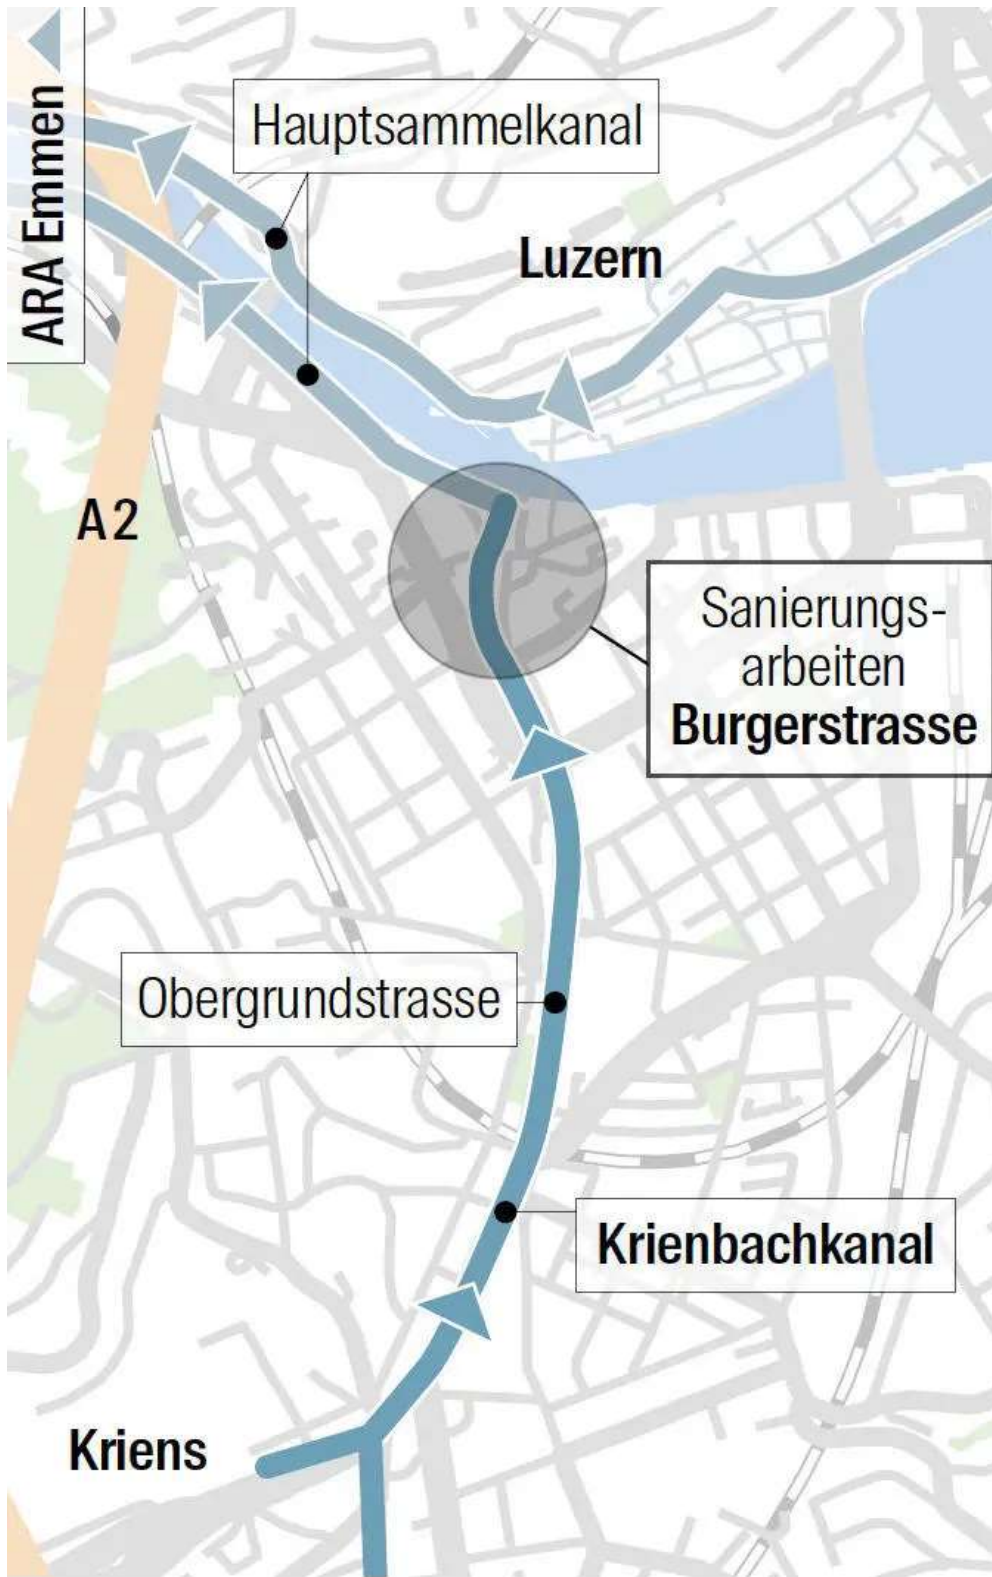 ARA Emmen
Hauptsammelkanal
Luzern
A2
Sanierungs-
arbeiten
Burgerstrasse
Obergrundstrasse
Krienbachkanal
Kriens